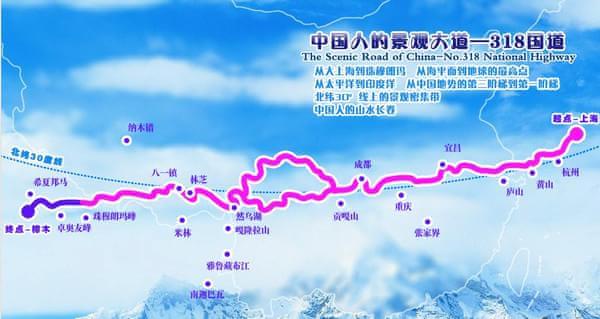 中国人的景观大道—318国道
The Scenic Road of China-No.318 National Highway
从大上海到珠穆朗玛 从海平面到地球的最高点
从太平洋到印度洋 从中国地势的第三阶梯到第一阶梯
北纬30°线上的景观密集带
中国人的山水长卷
起点-上海
纳木错
北纬30度线
宜昌
成都
杭州
八一镇
林芝
黄山
希夏邦马
庐山
重庆
然乌湖
贡嘎山
珠穆朗玛峰
卓奥友峰
终点-樟木
米林
嘎隆拉山
张家界
雅鲁藏布江
南迦巴瓦